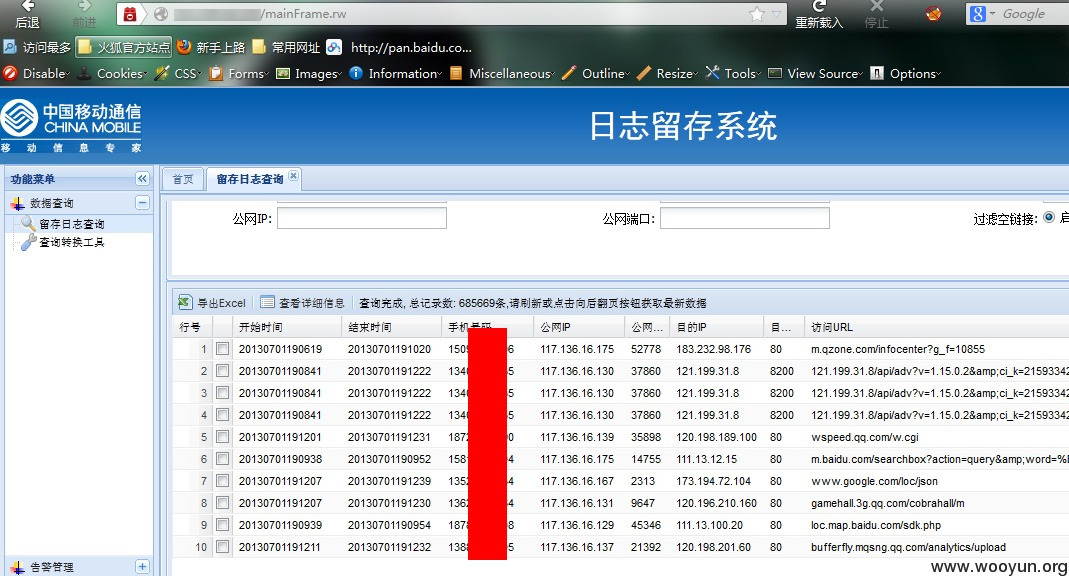 后退 前进 /mainFrame.rw 重新载入 停止 Google
访问最多 火狐官方站点 新手上路 常用网址 http://pan.baidu.co...
Disable Cookies CSS Forms Images Information Miscellaneous Outline Resize Tools View Source Options
中国移动通信
CHINA MOBILE
移 动 信 息 专 家
日志留存系统
功能菜单
数据查询
留存日志查询
查询转换工具
告警管理
首页 留存日志查询
公网IP: 公网端口: 过滤空链接:
导出Excel 查看详细信息 查询完成, 总记录数: 685669条,请刷新或点击向后翻页按钮获取最新数据
行号 开始时间 结束时间 手机号码 公网IP 公网... 目的IP 目... 访问URL
1 20130701190619 20130701191020 150 6 117.136.16.175 52778 183.232.98.176 80 m.qzone.com/infocenter?g_f=10855
2 20130701190841 20130701191222 134 5 117.136.16.130 37860 121.199.31.8 8200 121.199.31.8/api/adv?v=1.15.0.2&amp;ci_k=21593342
3 20130701190841 20130701191222 134 5 117.136.16.130 37860 121.199.31.8 8200 121.199.31.8/api/adv?v=1.15.0.2&amp;ci_k=21593342
4 20130701190841 20130701191222 134 5 117.136.16.130 37860 121.199.31.8 8200 121.199.31.8/api/adv?v=1.15.0.2&amp;ci_k=21593342
5 20130701191201 20130701191231 187 0 117.136.16.139 35898 120.198.189.100 80 wspeed.qq.com/w.cgi
6 20130701190938 20130701190952 158 4 117.136.16.175 14755 111.13.12.15 80 m.baidu.com/searchbox?action=query&amp;word=%
7 20130701191207 20130701191239 135 4 117.136.16.167 2313 173.194.72.104 80 www.google.com/loc/json
8 20130701191207 20130701191230 136 4 117.136.16.131 9647 120.196.210.160 80 gamehall.3g.qq.com/cobrahall/m
9 20130701190939 20130701190954 187 8 117.136.16.129 45346 111.13.100.20 80 loc.map.baidu.com/sdk.php
10 20130701191211 20130701191232 138 5 117.136.16.137 21392 120.198.201.60 80 bufferfly.mqsng.qq.com/analytics/upload
www.wooyun.org